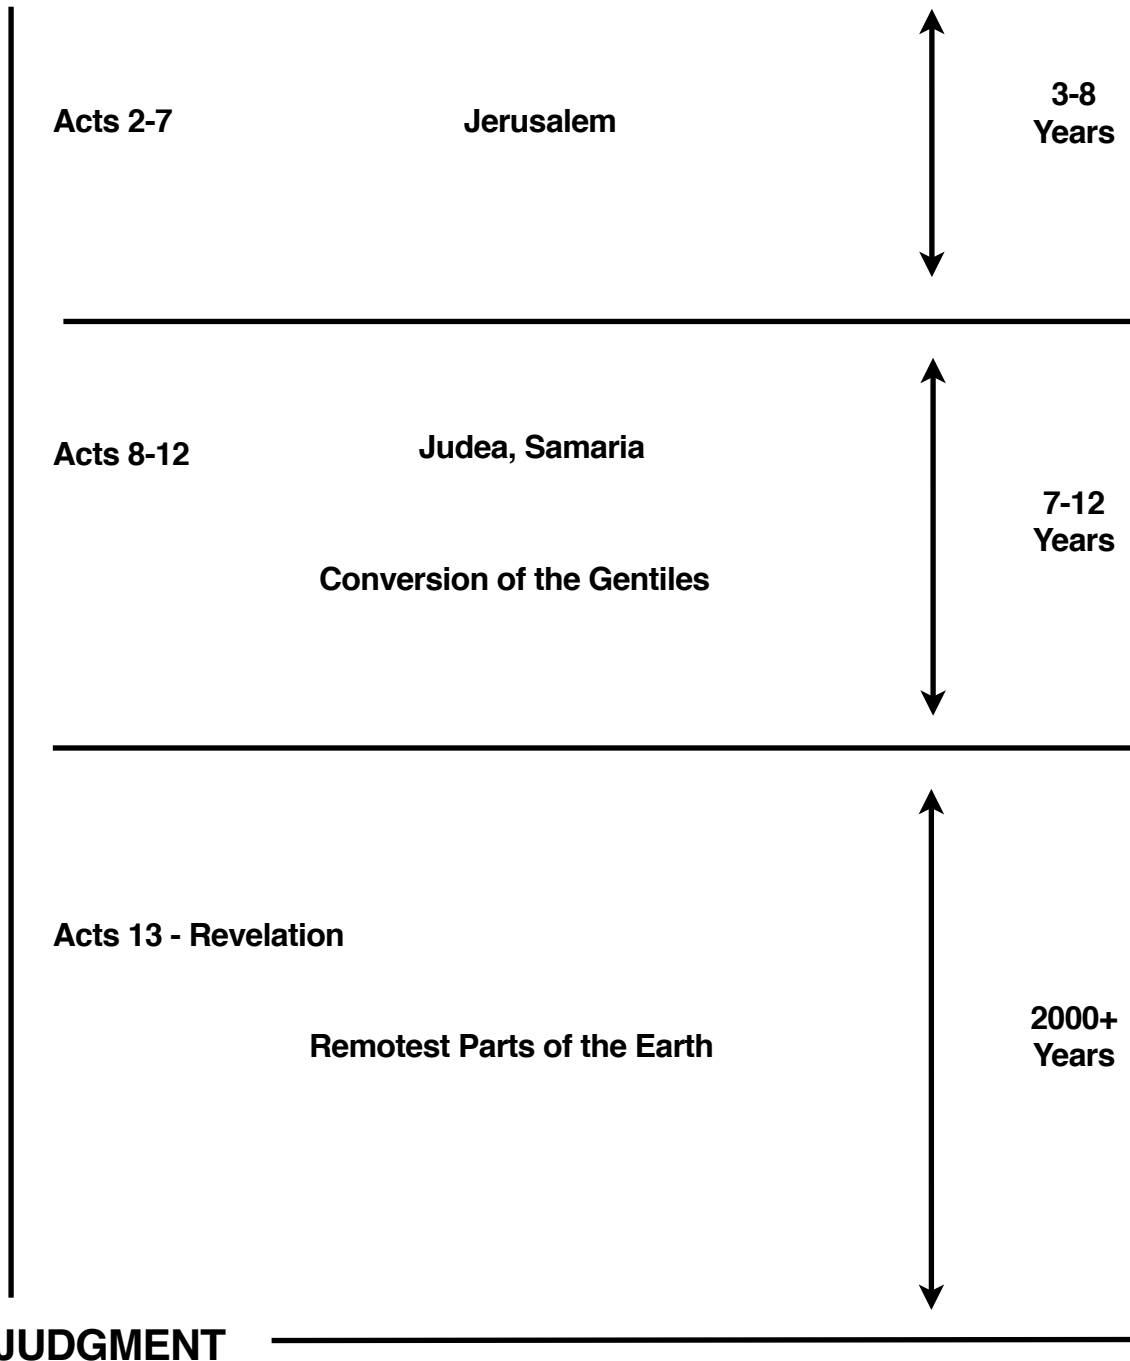 Acts 2-7
Jerusalem
3-8
Years
Acts 8-12
Judea, Samaria
7-12
Years
Conversion of the Gentiles
Acts 13 - Revelation
Remotest Parts of the Earth
2000+
Years
JUDGMENT